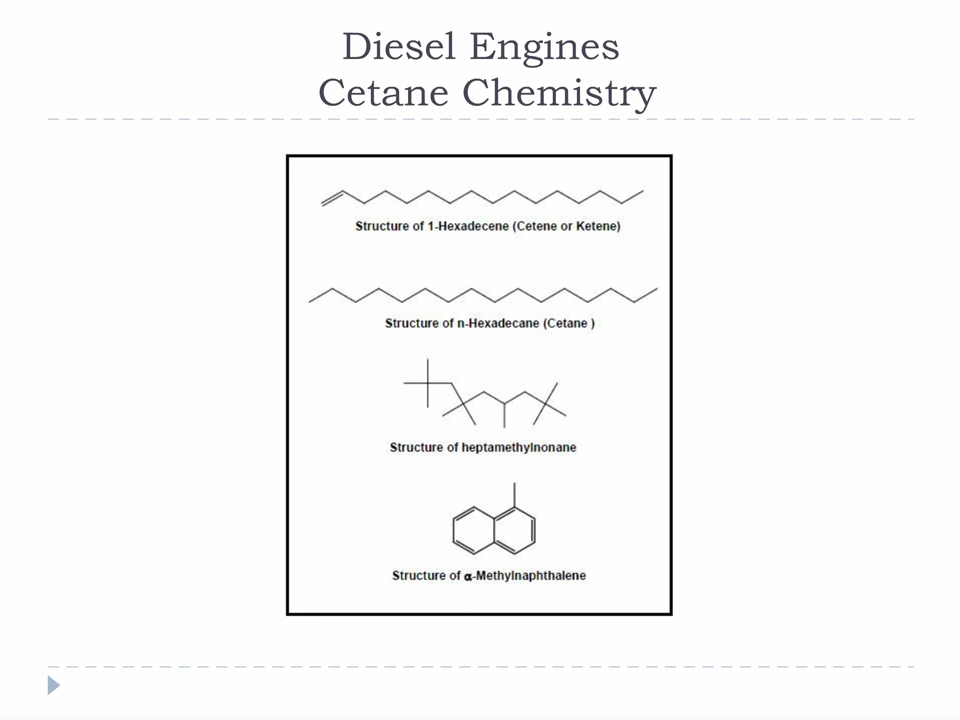 Diesel Engines
Cetane Chemistry
Structure of 1-Hexadecene (Cetene or Ketene)
Structure of n-Hexadecane (Cetane )
Structure of heptamethylnonane
Structure of α-Methylnaphthalene